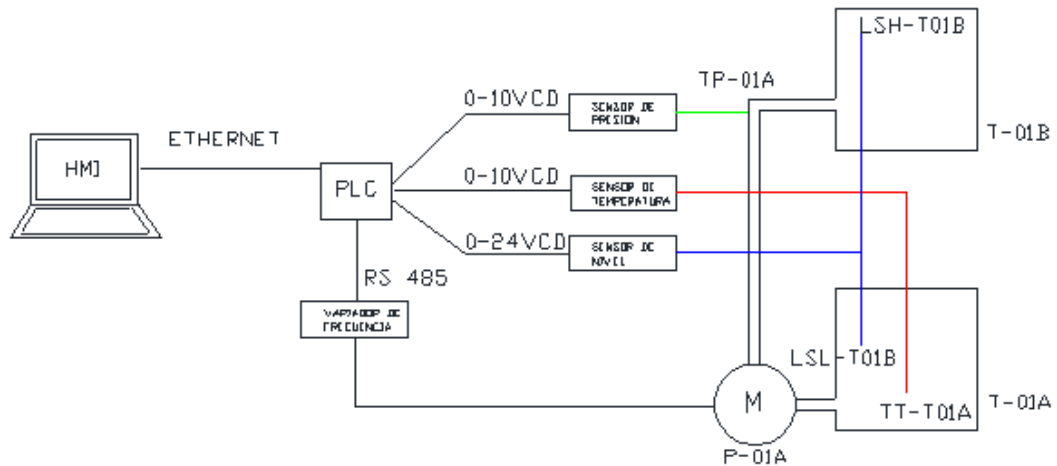 LSH-T01B
TP-01A
0-10VCD
SENSOR DE
PRESION
T-01B
ETHERNET
HMI
PLC
0-10VCD
SENSOR DE
TEMPERATURA
0-24VCD
SENSOR DE
NIVEL
RS 485
VARIADOR DE
FRECUENCIA
LSL-T01B
M
TT-T01A
T-01A
P-01A